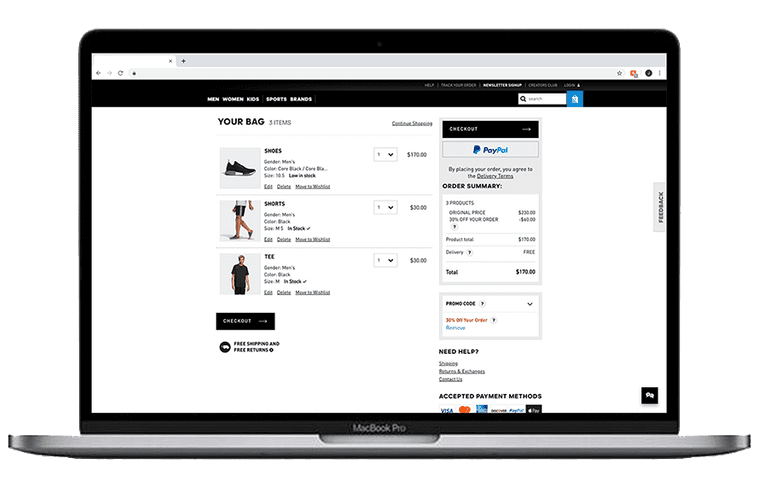 HELP | TRACK YOUR ORDER | NEWSLETTER SIGNUP | CREATORS CLUB LOGIN
MEN WOMEN KIDS | SPORTS BRANDS
search
YOUR BAG 3 ITEMS
Continue Shopping
SHOES
Gender: Men's
Color: Core Black / Core Bla...
Size: 10.5 Low in stock
Edit Delete Move to Wishlist
1
$170.00
SHORTS
Gender: Men's
Color: Black
Size: M 5 In Stock
Edit Delete Move to Wishlist
1
$30.00
TEE
Gender: Men's
Color: Black
Size: M In Stock
Edit Delete Move to Wishlist
1
$30.00
CHECKOUT
FREE SHIPPING AND
FREE RETURNS
CHECKOUT
PayPal
By placing your order, you agree to
the Delivery Terms
ORDER SUMMARY:
3 PRODUCTS
ORIGINAL PRICE $230.00
30% OFF YOUR ORDER -$60.00
?
Product total $170.00
Delivery ? FREE
Total $170.00
PROMO CODE ?
30% Off Your Order ?
Remove
NEED HELP?
Shipping
Returns & Exchanges
Contact Us
ACCEPTED PAYMENT METHODS
VISA DISCOVER PayPal Pay
FEEDBACK
MacBook Pro